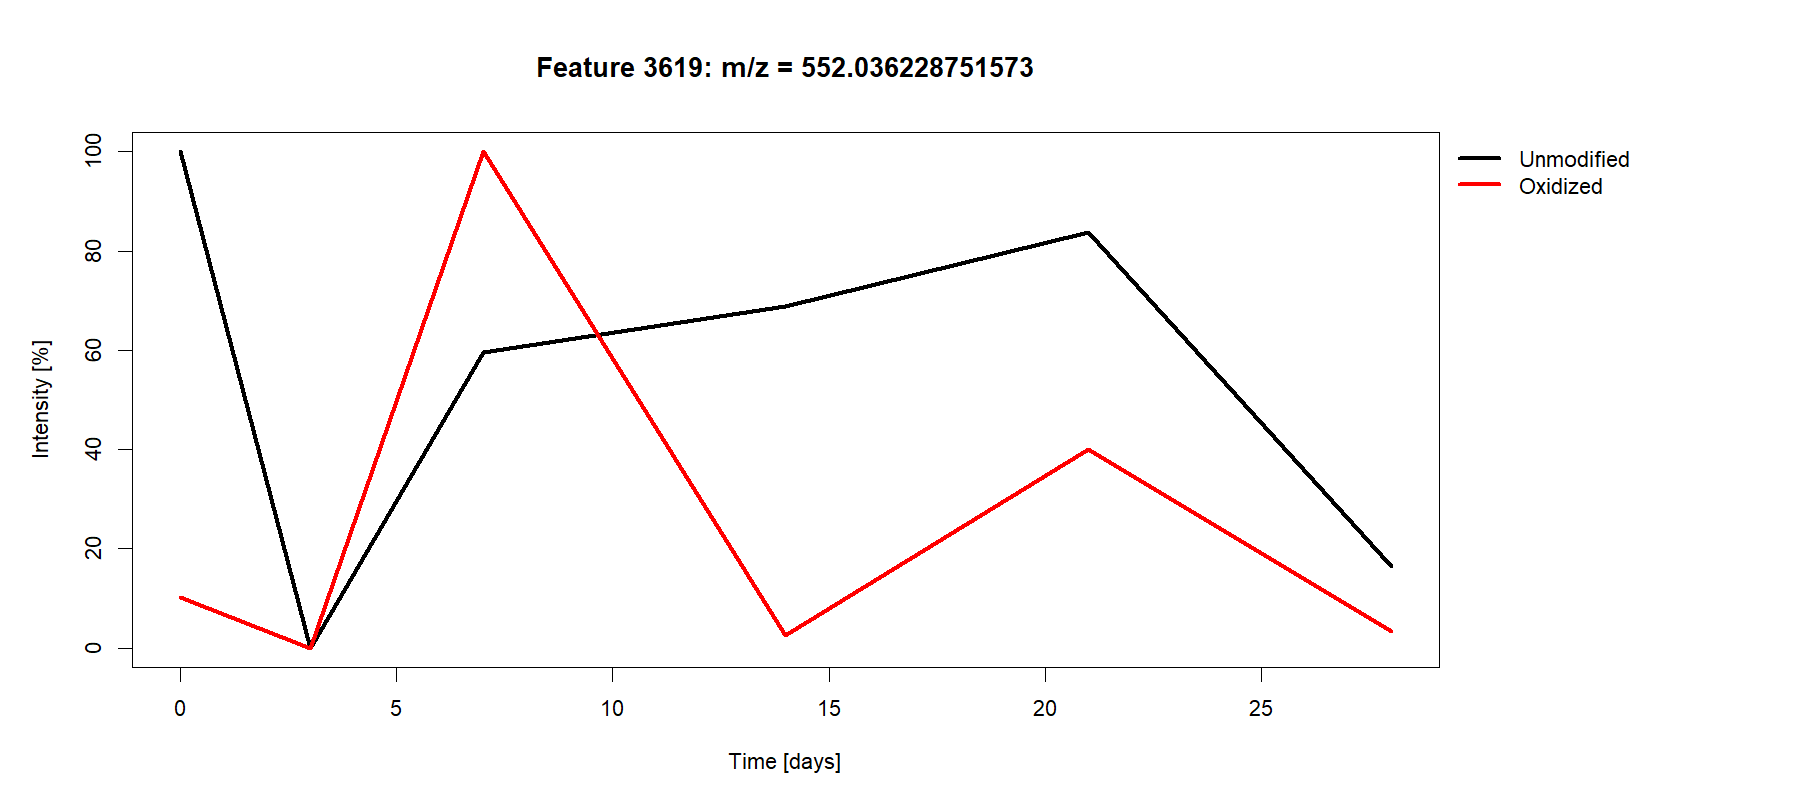 Feature 3619: m/z = 552.036228751573
Unmodified
Oxidized
Intensity [%]
100
80
60
40
20
0
0 5 10 15 20 25
Time [days]